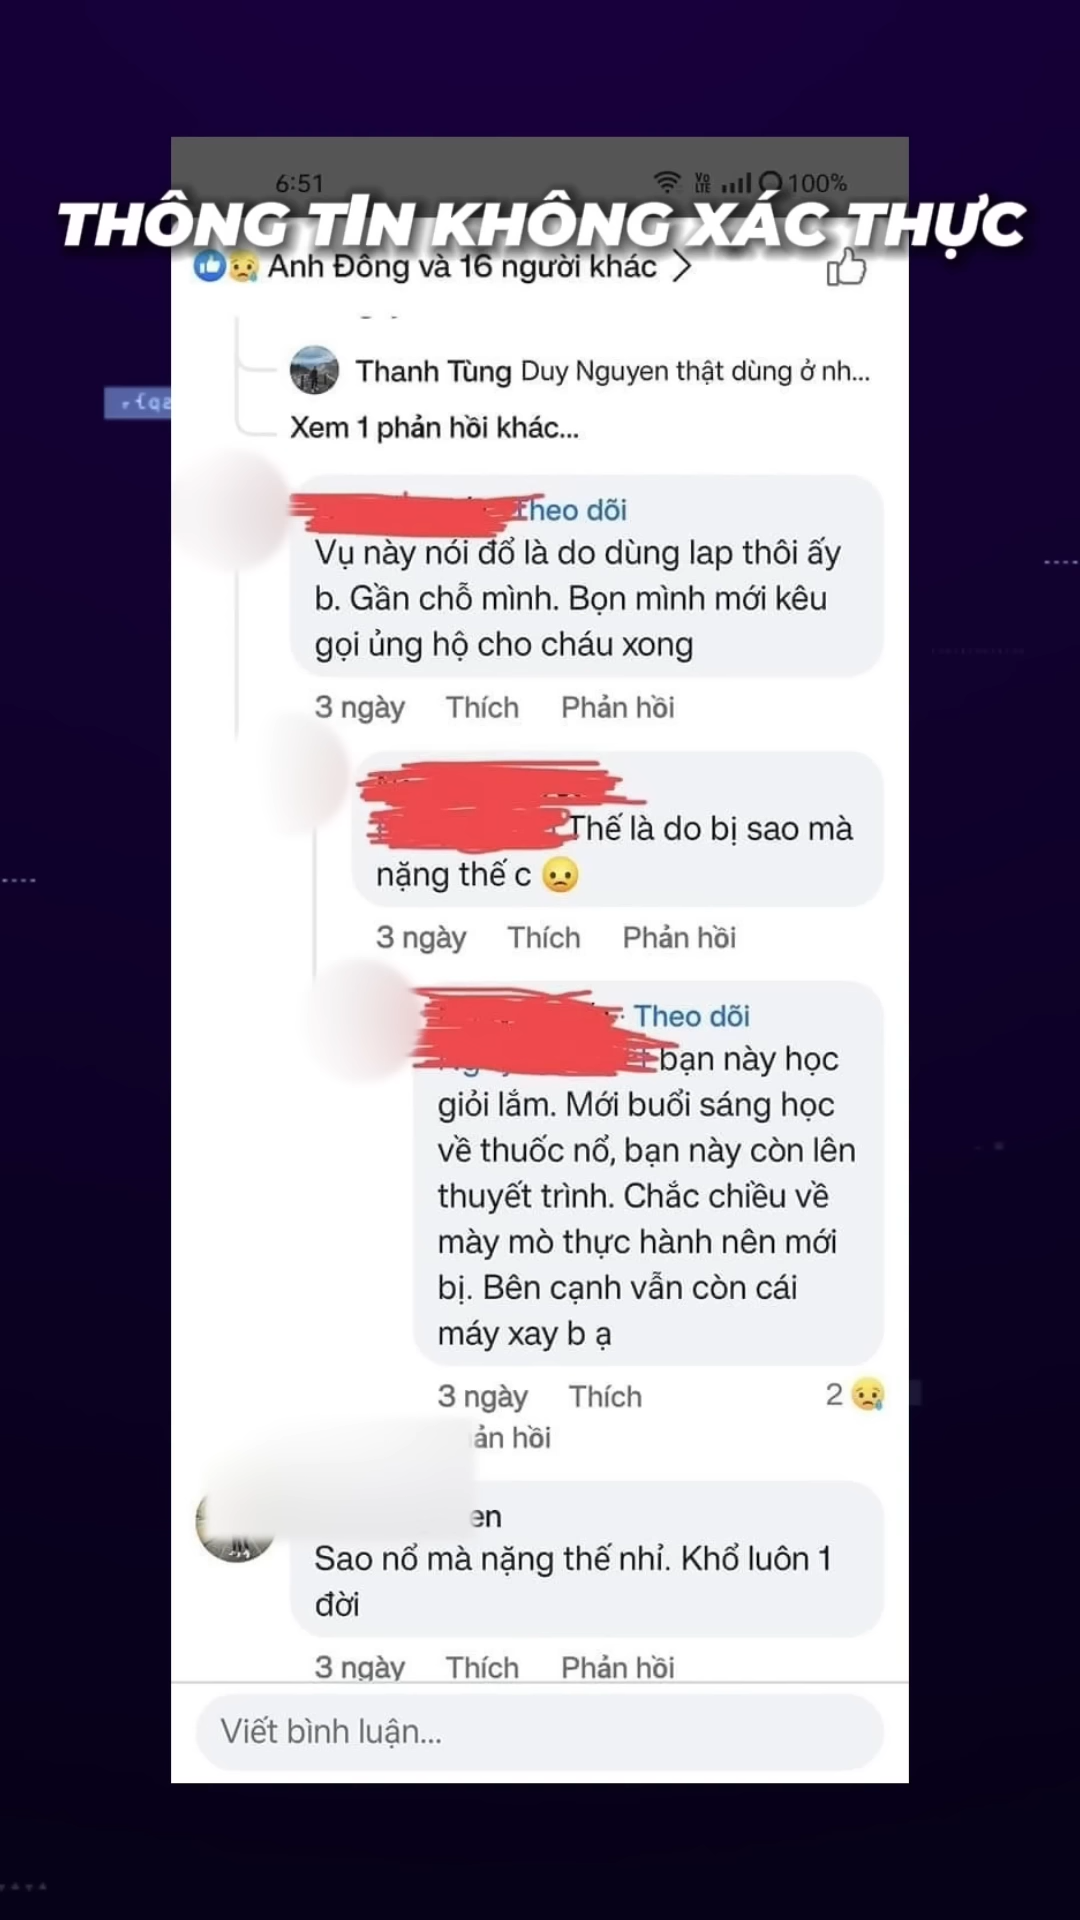 6:51
100%
THÔNG TIN KHÔNG XÁC THỰC
Anh Đông và 16 người khác
Thanh Tùng Duy Nguyen thật dùng ở nh...
Xem 1 phản hồi khác...
Theo dõi
Vụ này nói đổ là do dùng lap thôi ấy
b. Gần chỗ mình. Bọn mình mới kêu
gọi ủng hộ cho cháu xong
3 ngày Thích Phản hồi
Thế là do bị sao mà
nặng thế c 😦
3 ngày Thích Phản hồi
· Theo dõi
bạn này học
giỏi lắm. Mới buổi sáng học
về thuốc nổ, bạn này còn lên
thuyết trình. Chắc chiều về
mày mò thực hành nên mới
bị. Bên cạnh vẫn còn cái
máy xay b ạ
3 ngày Thích 2 😢
ản hồi
en
Sao nổ mà nặng thế nhỉ. Khổ luôn 1
đời
3 ngày Thích Phản hồi
Viết bình luận...